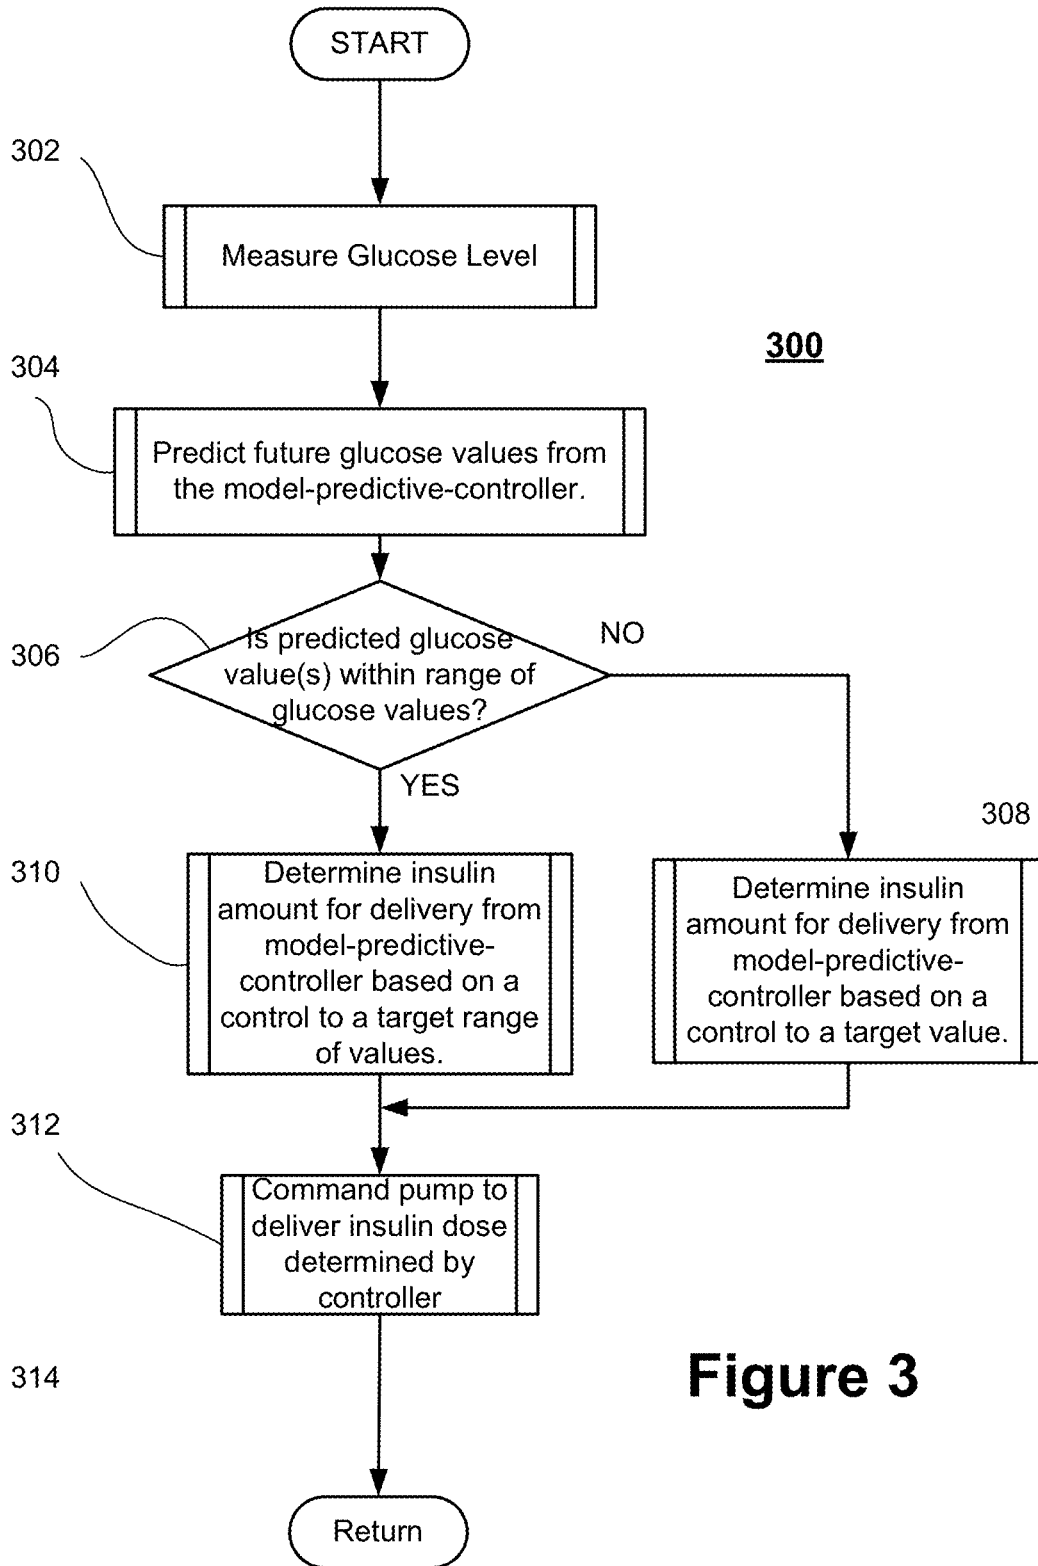 START
302
Measure Glucose Level
300
304
Predict future glucose values from
the model-predictive-controller.
306
Is predicted glucose
value(s) within range of
glucose values?
NO
YES
308
310
Determine insulin
amount for delivery from
model-predictive-
controller based on a
control to a target range
of values.
Determine insulin
amount for delivery from
model-predictive-
controller based on a
control to a target value.
312
Command pump to
deliver insulin dose
determined by
controller
314
Figure 3
Return